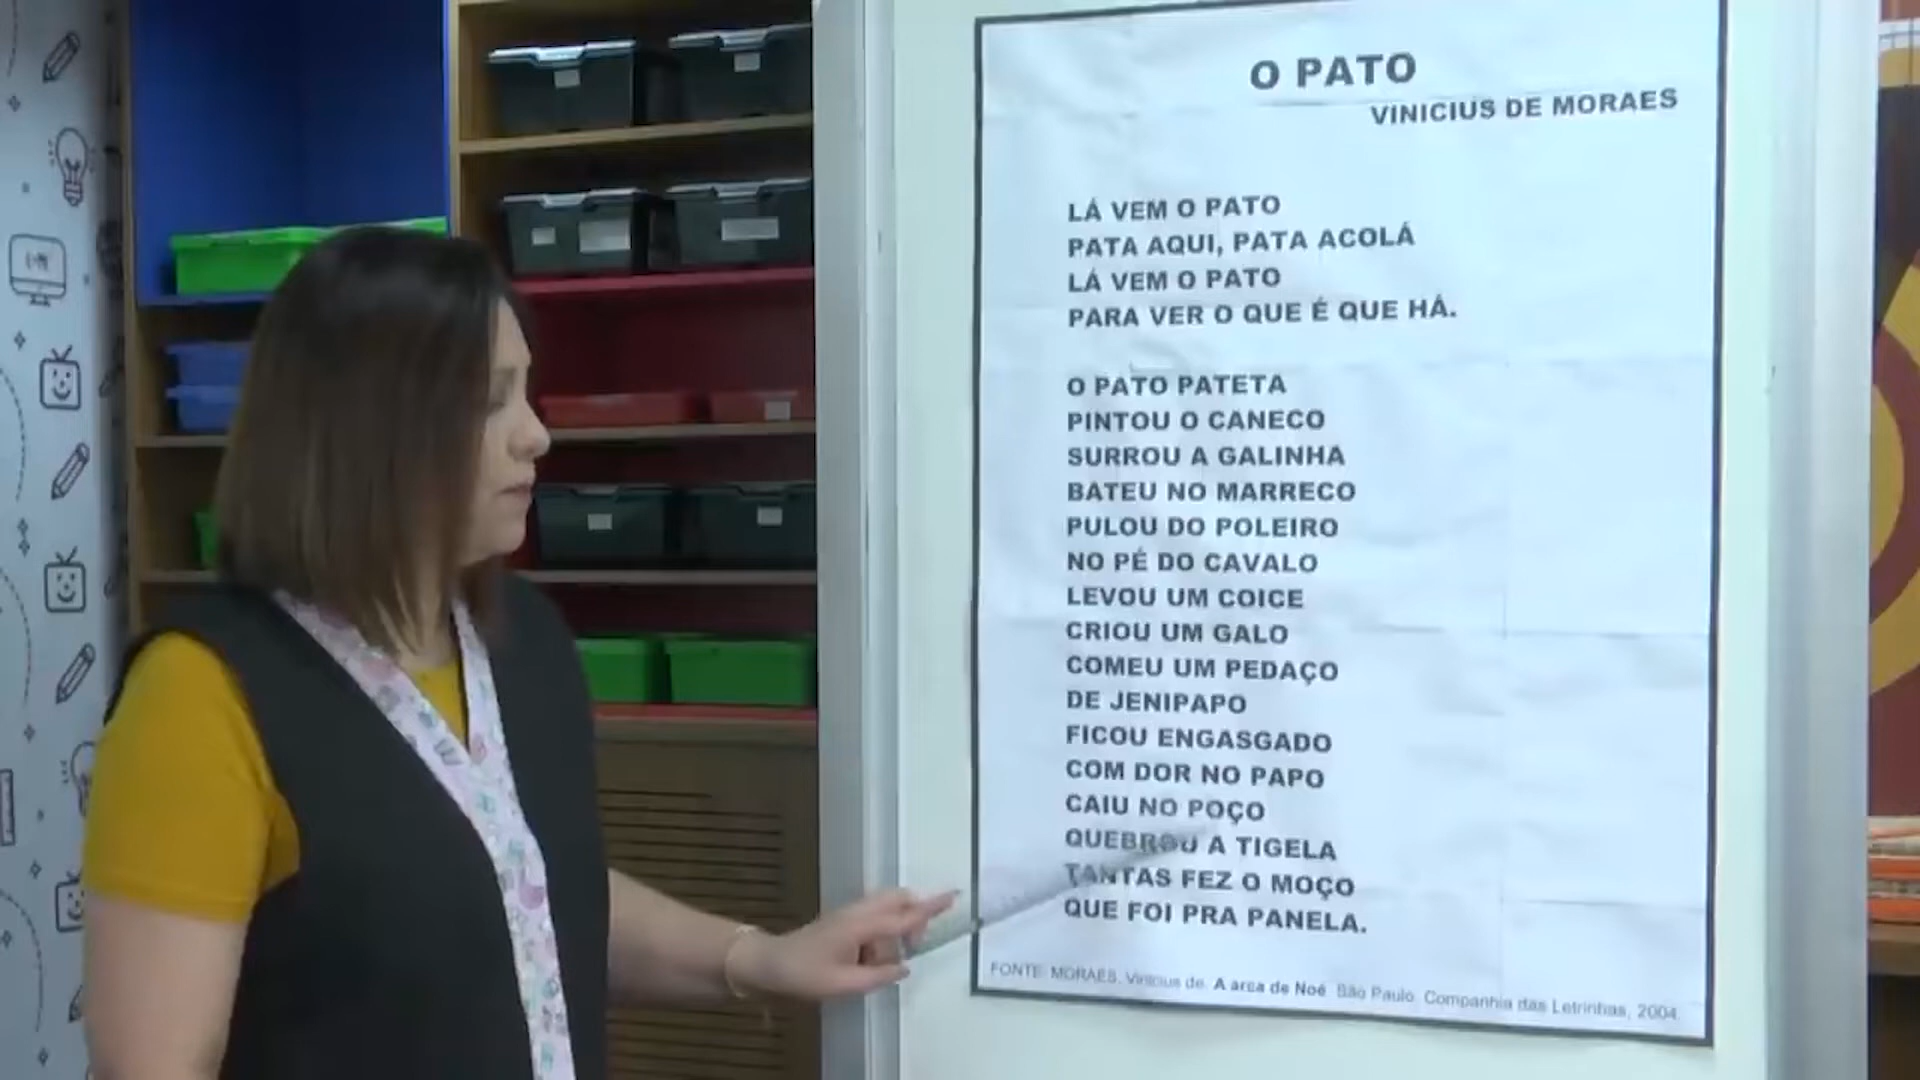 O PATO
VINICIUS DE MORAES
LÁ VEM O PATO
PATA AQUI, PATA ACOLÁ
LÁ VEM O PATO
PARA VER O QUE É QUE HÁ.
O PATO PATETA
PINTOU O CANECO
SURROU A GALINHA
BATEU NO MARRECO
PULOU DO POLEIRO
NO PÉ DO CAVALO
LEVOU UM COICE
CRIOU UM GALO
COMEU UM PEDAÇO
DE JENIPAPO
FICOU ENGASGADO
COM DOR NO PAPO
CAIU NO POÇO
QUEBROU A TIGELA
TANTAS FEZ O MOÇO
QUE FOI PRA PANELA.
FONTE: MORAES, Vinicius de. A arca de Noé. São Paulo: Companhia das Letrinhas, 2004.